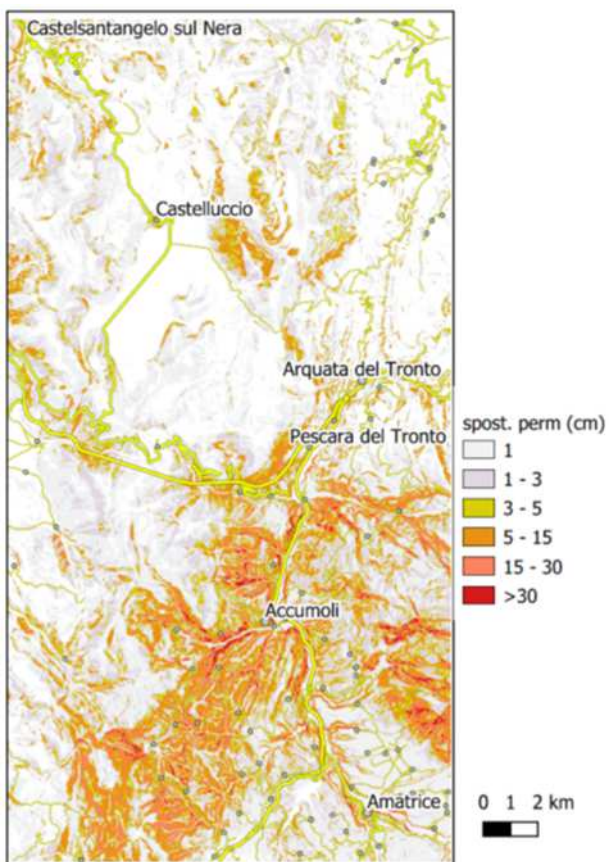 Castelsantangelo sul Nera
Castelluccio
Arquata del Tronto
Pescara del Tronto
Accumoli
Amatrice
spost. perm (cm)
1
1 - 3
3 - 5
5 - 15
15 - 30
>30
0 1 2 km